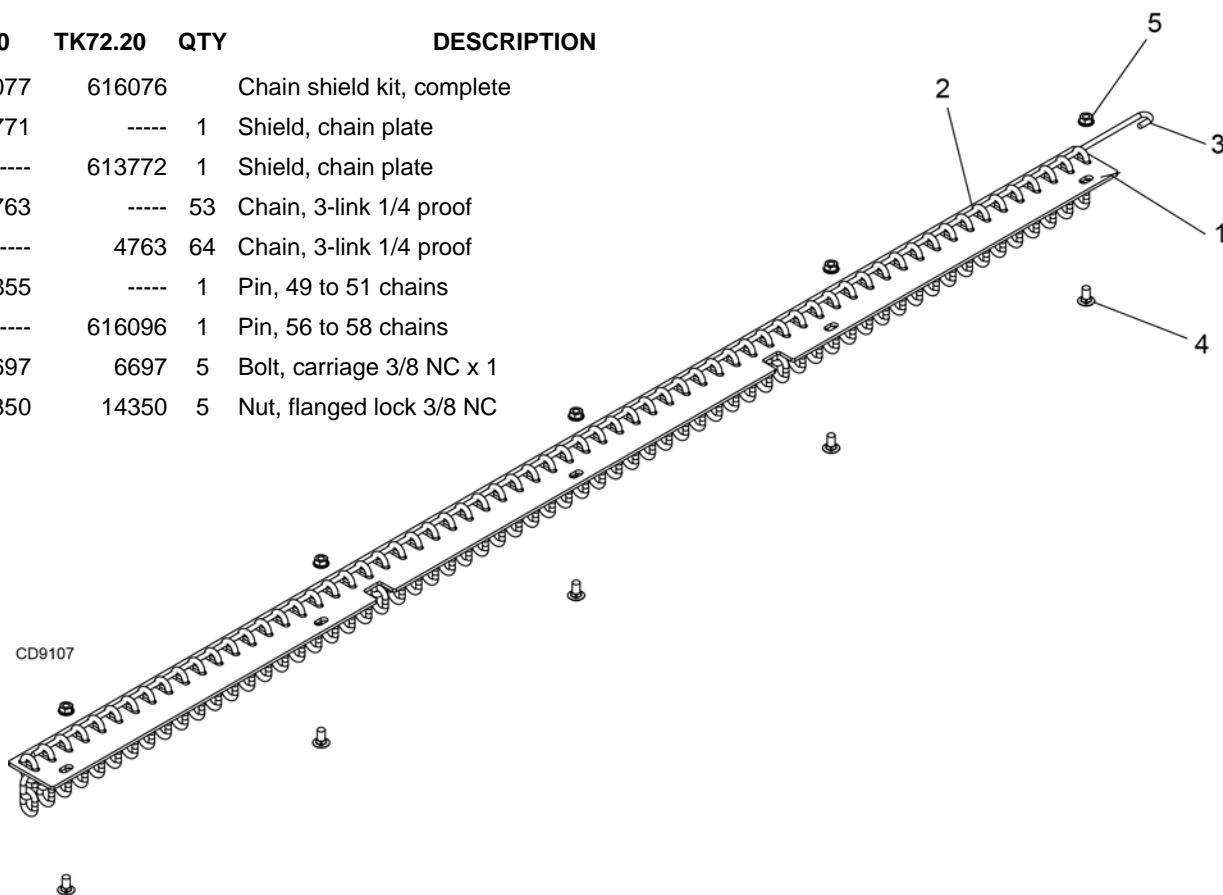 0 TK72.20 QTY DESCRIPTION
077 616076 Chain shield kit, complete
771 ----- 1 Shield, chain plate
---- 613772 1 Shield, chain plate
763 ----- 53 Chain, 3-link 1/4 proof
---- 4763 64 Chain, 3-link 1/4 proof
355 ----- 1 Pin, 49 to 51 chains
---- 616096 1 Pin, 56 to 58 chains
697 6697 5 Bolt, carriage 3/8 NC x 1
350 14350 5 Nut, flanged lock 3/8 NC
5
2
3
1
4
CD9107